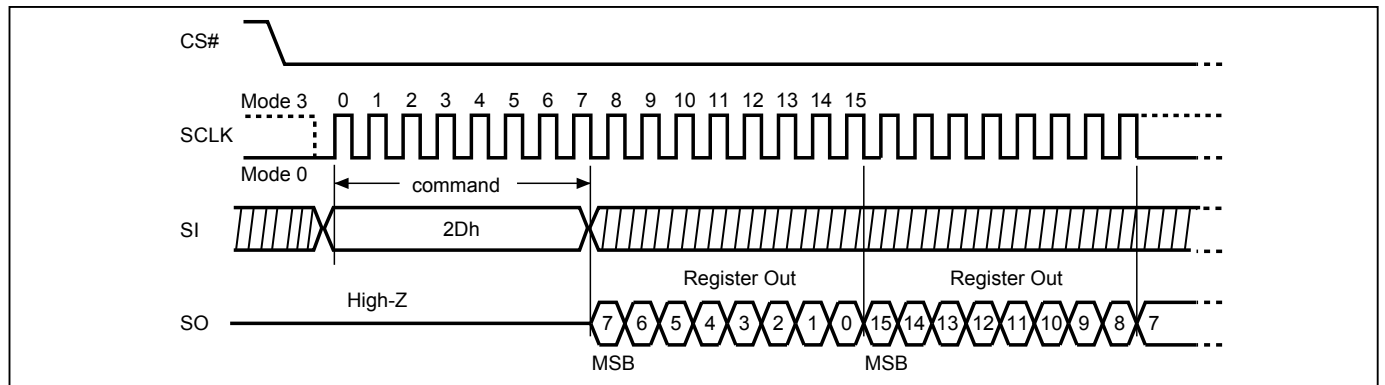 CS#
Mode 3 0 1 2 3 4 5 6 7 8 9 10 11 12 13 14 15
SCLK
Mode 0
command
SI 2Dh
Register Out Register Out
High-Z
SO 7 6 5 4 3 2 1 0 15 14 13 12 11 10 9 8 7
MSB MSB